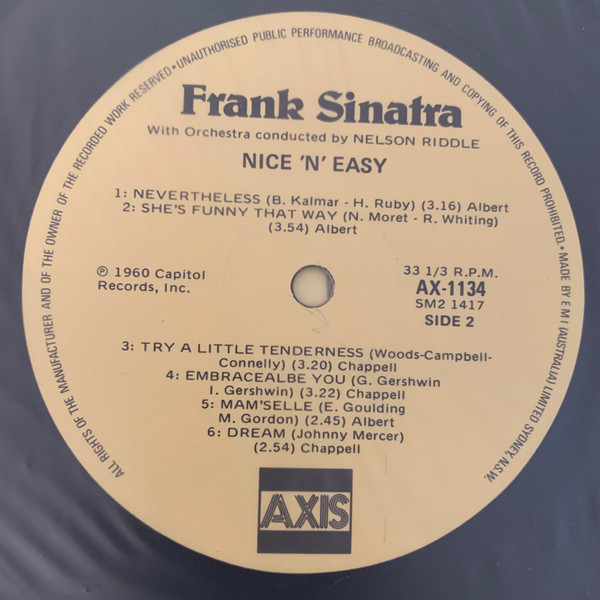 ALL RIGHTS OF THE MANUFACTURER AND OF THE OWNER OF THE RECORDED WORK RESERVED • UNAUTHORISED PUBLIC PERFORMANCE BROADCASTING AND COPYING OF THIS RECORD PROHIBITED. • MADE BY E M I (AUSTRALIA) LIMITED SYDNEY, N.S.W.
Frank Sinatra
With Orchestra conducted by NELSON RIDDLE
NICE 'N' EASY
1: NEVERTHELESS (B. Kalmar - H. Ruby) (3.16) Albert
2: SHE'S FUNNY THAT WAY (N. Moret - R. Whiting)
(3.54) Albert
℗ 1960 Capitol
Records, Inc.
33 1/3 R.P.M.
AX-1134
SM2 1417
SIDE 2
3: TRY A LITTLE TENDERNESS (Woods-Campbell-
Connelly) (3.20) Chappell
4: EMBRACEALBE YOU (G. Gershwin
I. Gershwin) (3.22) Chappell
5: MAM'SELLE (E. Goulding
M. Gordon) (2.45) Albert
6: DREAM (Johnny Mercer)
(2.54) Chappell
AXIS